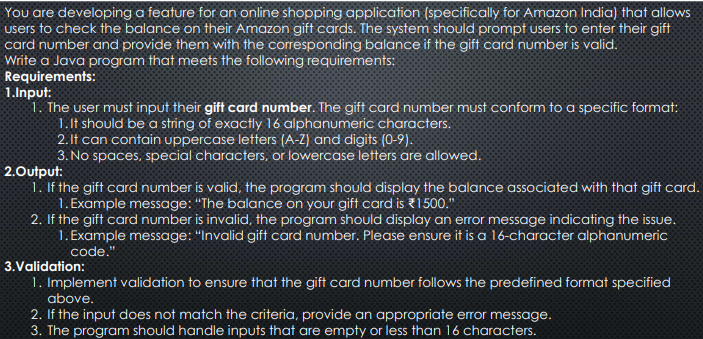 You are developing a feature for an online shopping application (specifically for Amazon India) that allows
users to check the balance on their Amazon gift cards. The system should prompt users to enter their gift
card number and provide them with the corresponding balance if the gift card number is valid.
Write a Java program that meets the following requirements:
Requirements:
1.Input:
1. The user must input their gift card number. The gift card number must conform to a specific format:
1. It should be a string of exactly 16 alphanumeric characters.
2. It can contain uppercase letters (A-Z) and digits (0-9).
3. No spaces, special characters, or lowercase letters are allowed.
2.Output:
1. If the gift card number is valid, the program should display the balance associated with that gift card.
1. Example message: “The balance on your gift card is ₹1500.”
2. If the gift card number is invalid, the program should display an error message indicating the issue.
1. Example message: “Invalid gift card number. Please ensure it is a 16-character alphanumeric
code.”
3.Validation:
1. Implement validation to ensure that the gift card number follows the predefined format specified
above.
2. If the input does not match the criteria, provide an appropriate error message.
3. The program should handle inputs that are empty or less than 16 characters.